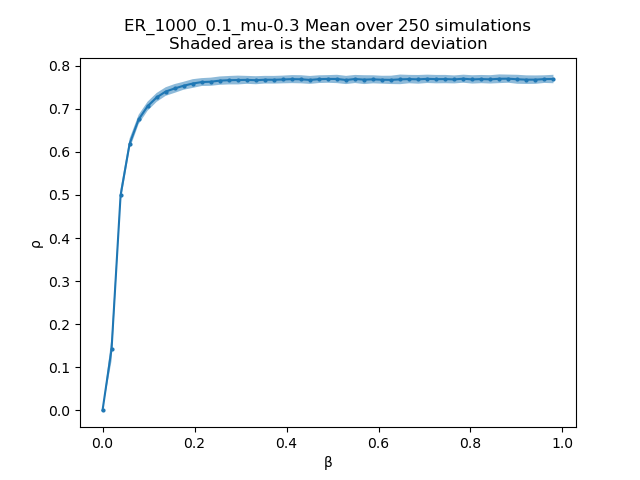 ER_1000_0.1_mu-0.3 Mean over 250 simulations
Shaded area is the standard deviation
0.8
0.7
0.6
0.5
0.4
0.3
0.2
0.1
0.0
ρ
0.0 0.2 0.4 0.6 0.8 1.0
β